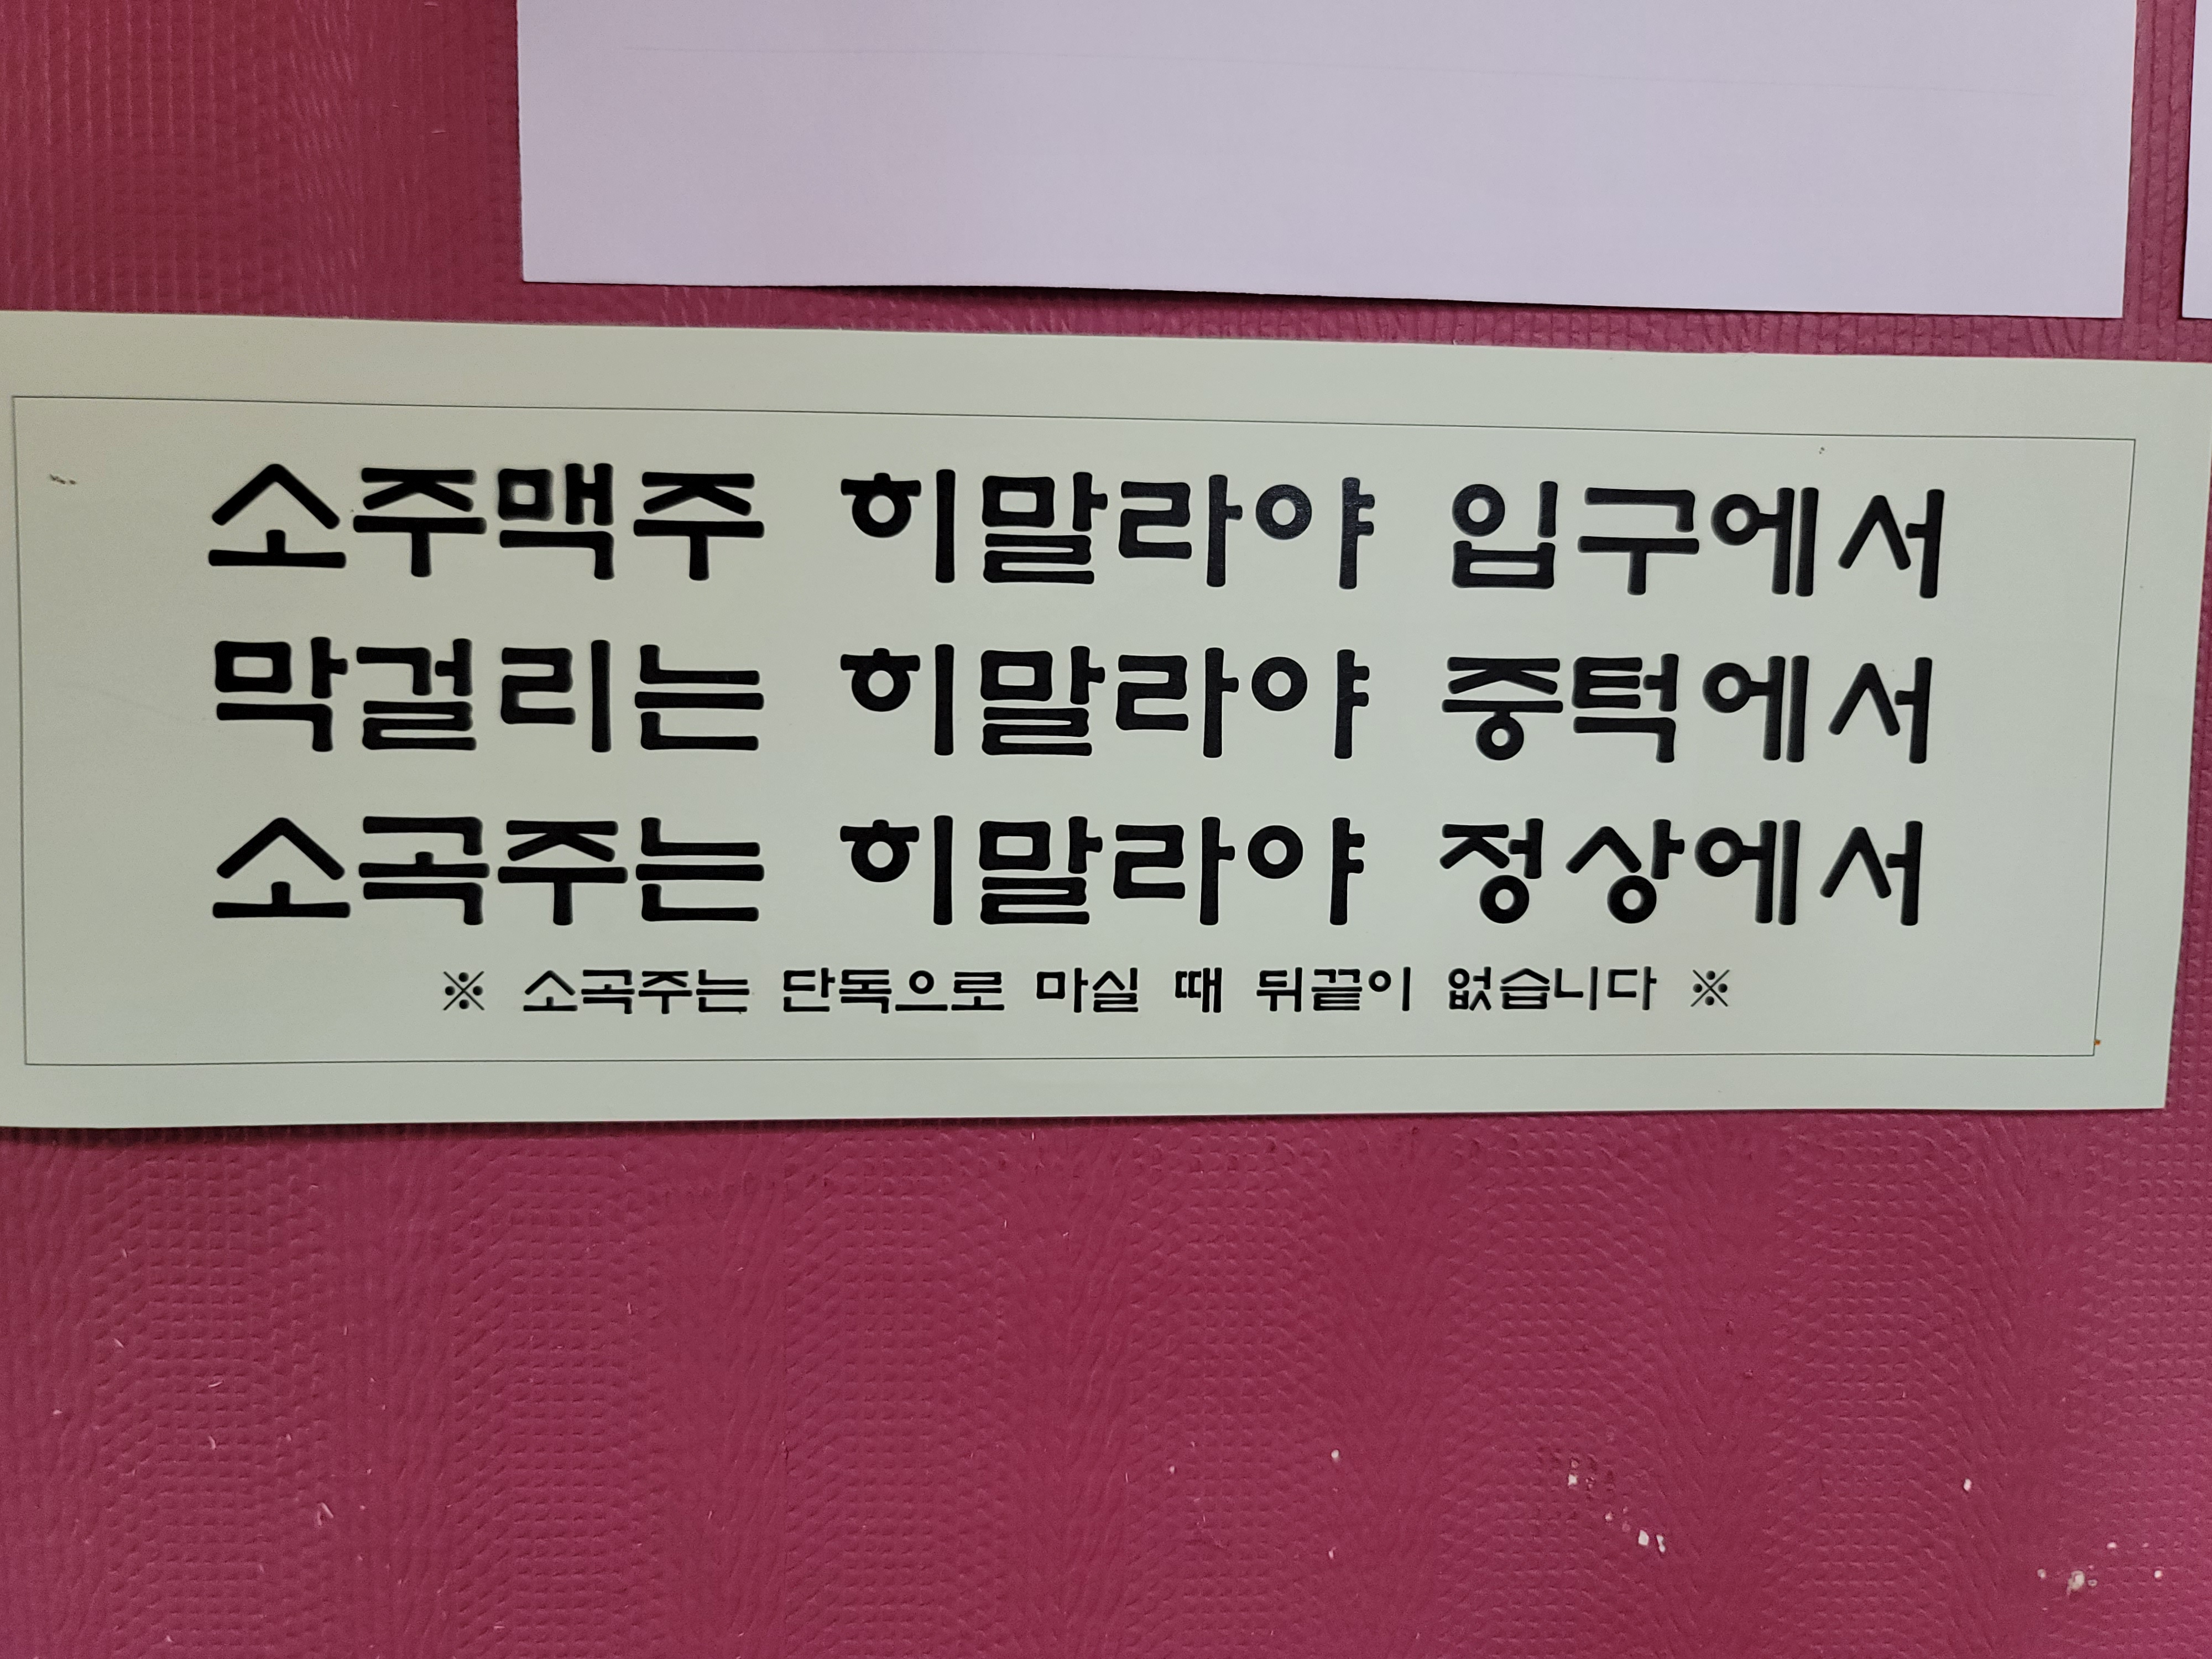 소주맥주 히말라야 입구에서
막걸리는 히말라야 중턱에서
소곡주는 히말라야 정상에서
※ 소곡주는 단독으로 마실 때 뒤끝이 없습니다 ※